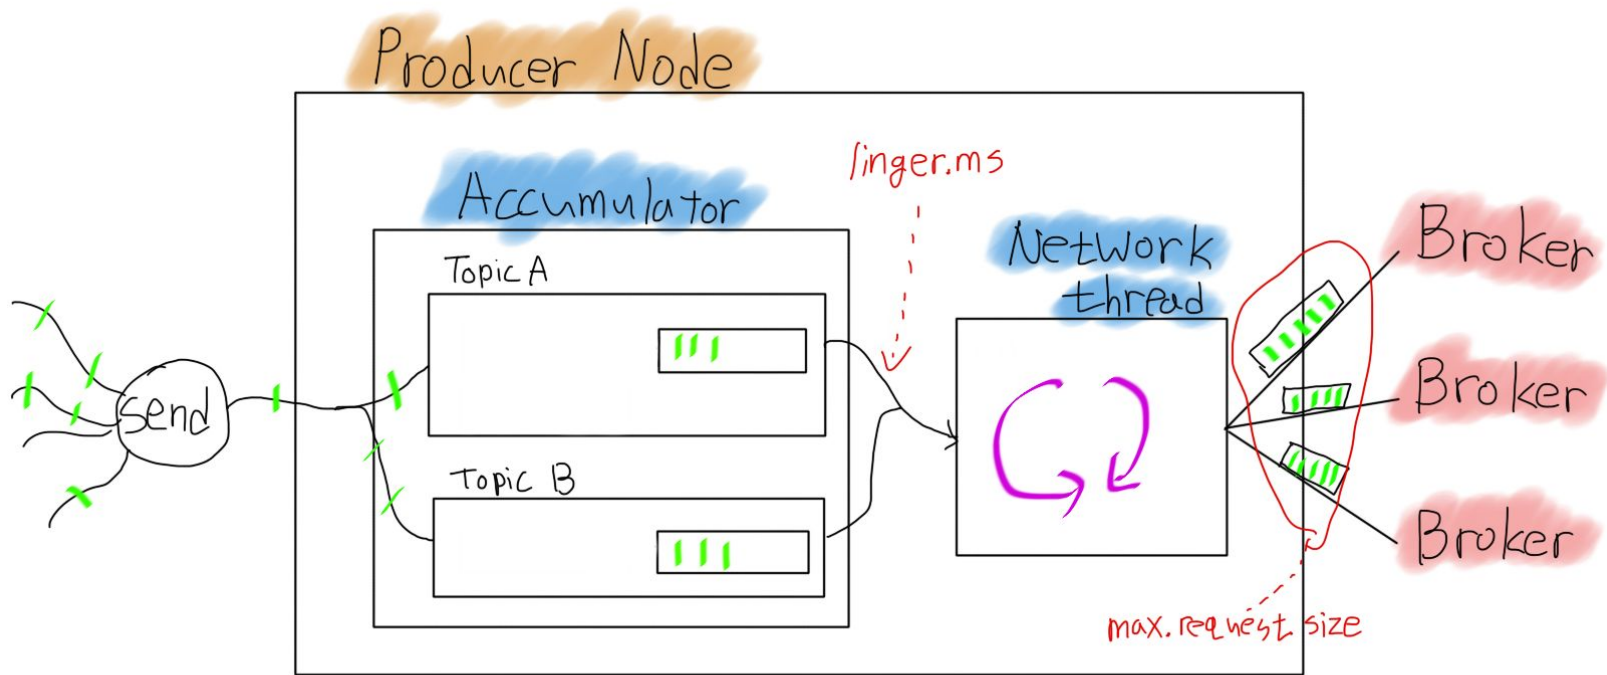 Producer Node
Accumulator
linger.ms
Topic A
Network
thread
send
Topic B
Broker
Broker
Broker
max.request.size